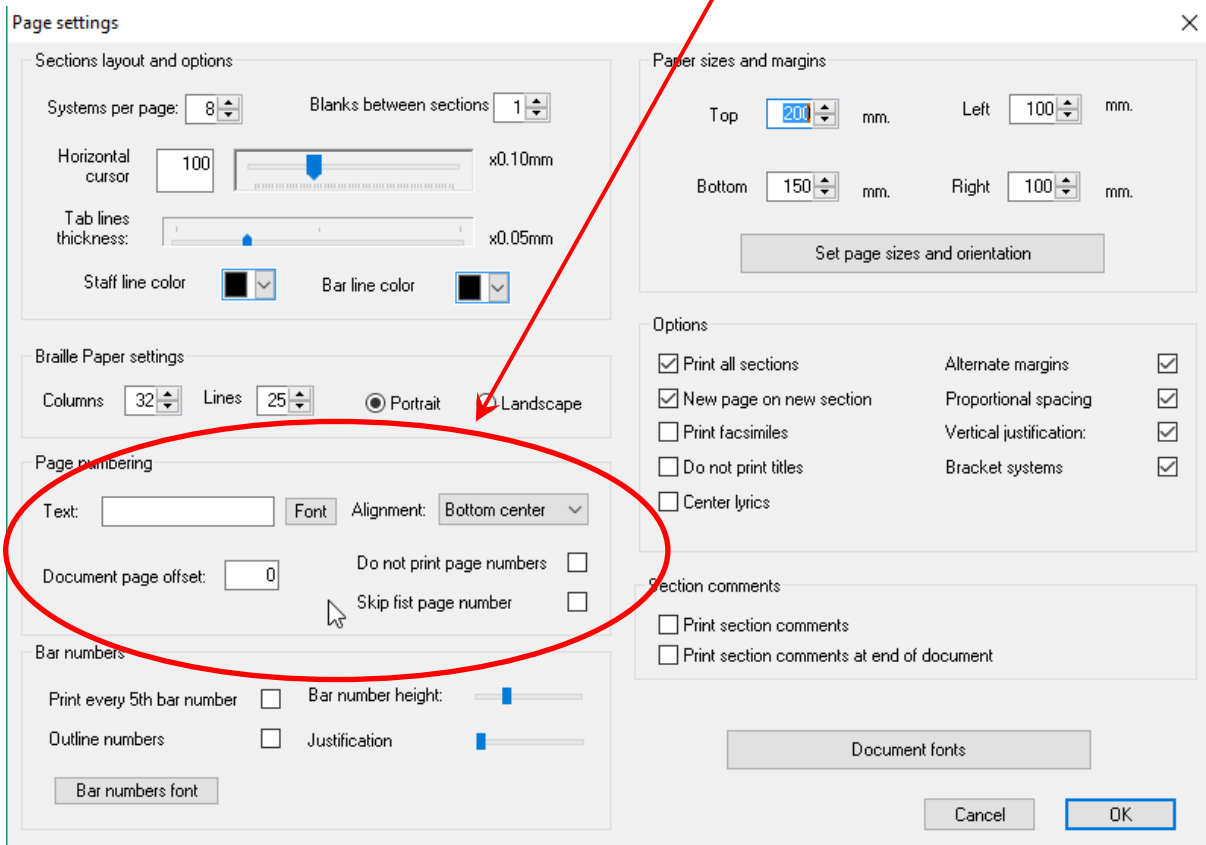 Page settings
Sections layout and options
Systems per page: 8 Blanks between sections 1
Horizontal cursor 100 x0.10mm
Tab lines thickness: x0.05mm
Staff line color Bar line color
Braille Paper settings
Columns 32 Lines 25 Portrait Landscape
Page numbering
Text: Font Alignment: Bottom center
Document page offset: 0 Do not print page numbers
Skip fist page number
Bar numbers
Print every 5th bar number Bar number height:
Outline numbers Justification
Bar numbers font
Paper sizes and margins
Top 200 mm. Left 100 mm.
Bottom 150 mm. Right 100 mm.
Set page sizes and orientation
Options
Print all sections Alternate margins
New page on new section Proportional spacing
Print facsimiles Vertical justification:
Do not print titles Bracket systems
Center lyrics
Section comments
Print section comments
Print section comments at end of document
Document fonts
Cancel OK